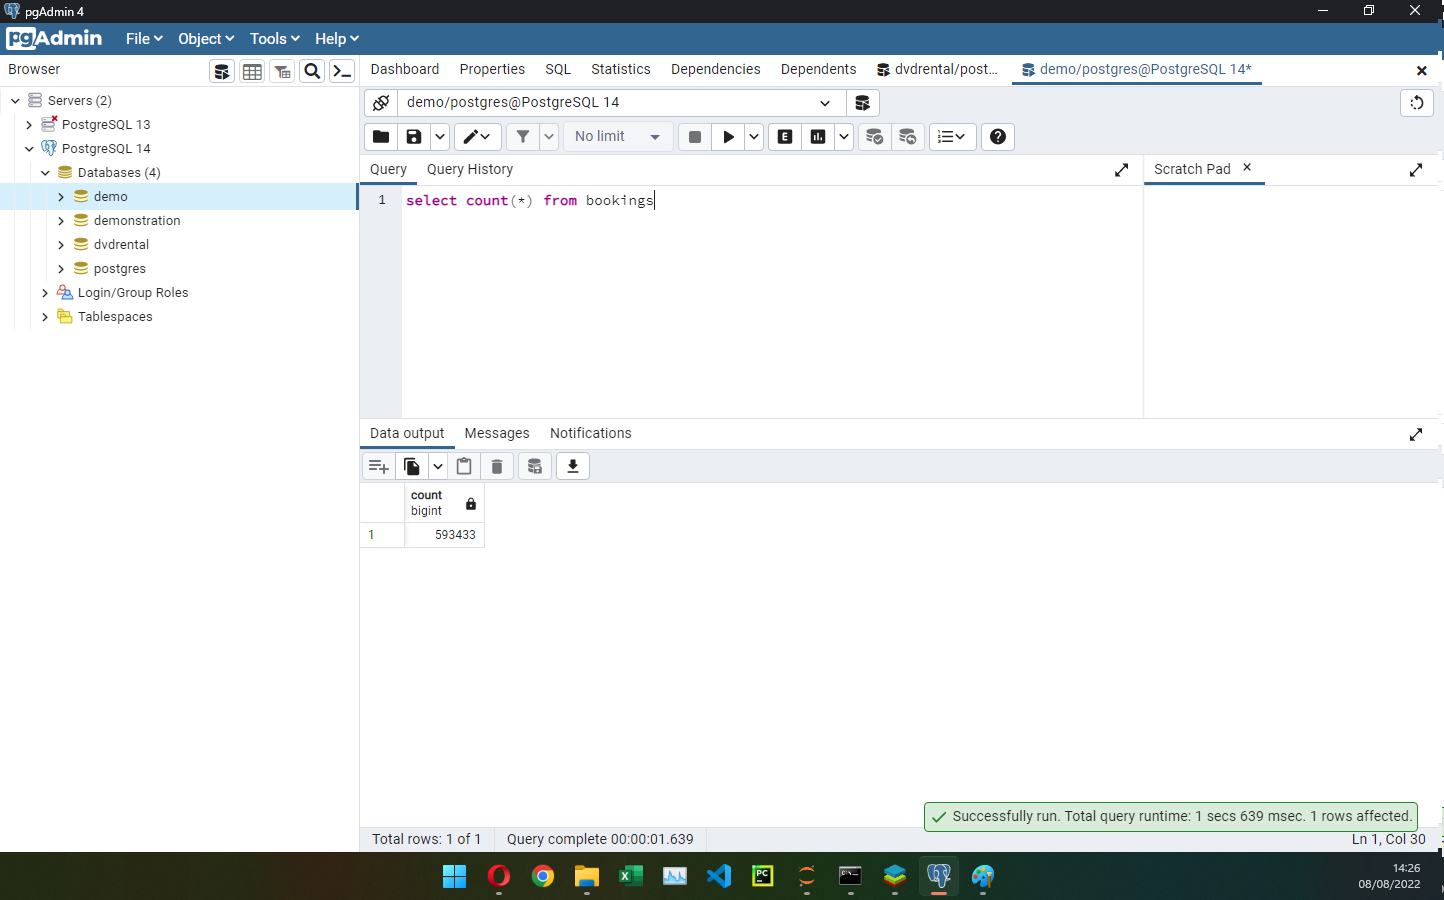 pgAdmin 4
pgAdmin File Object Tools Help
Browser
Dashboard Properties SQL Statistics Dependencies Dependents dvdrental/post... demo/postgres@PostgreSQL 14*
Servers (2)
PostgreSQL 13
PostgreSQL 14
Databases (4)
demo
demonstration
dvdrental
postgres
Login/Group Roles
Tablespaces
demo/postgres@PostgreSQL 14
No limit
E
Query Query History
Scratch Pad
1 select count(*) from bookings
Data output Messages Notifications
count
bigint
1 593433
Successfully run. Total query runtime: 1 secs 639 msec. 1 rows affected.
Total rows: 1 of 1 Query complete 00:00:01.639 Ln 1, Col 30
PC
14:26
08/08/2022